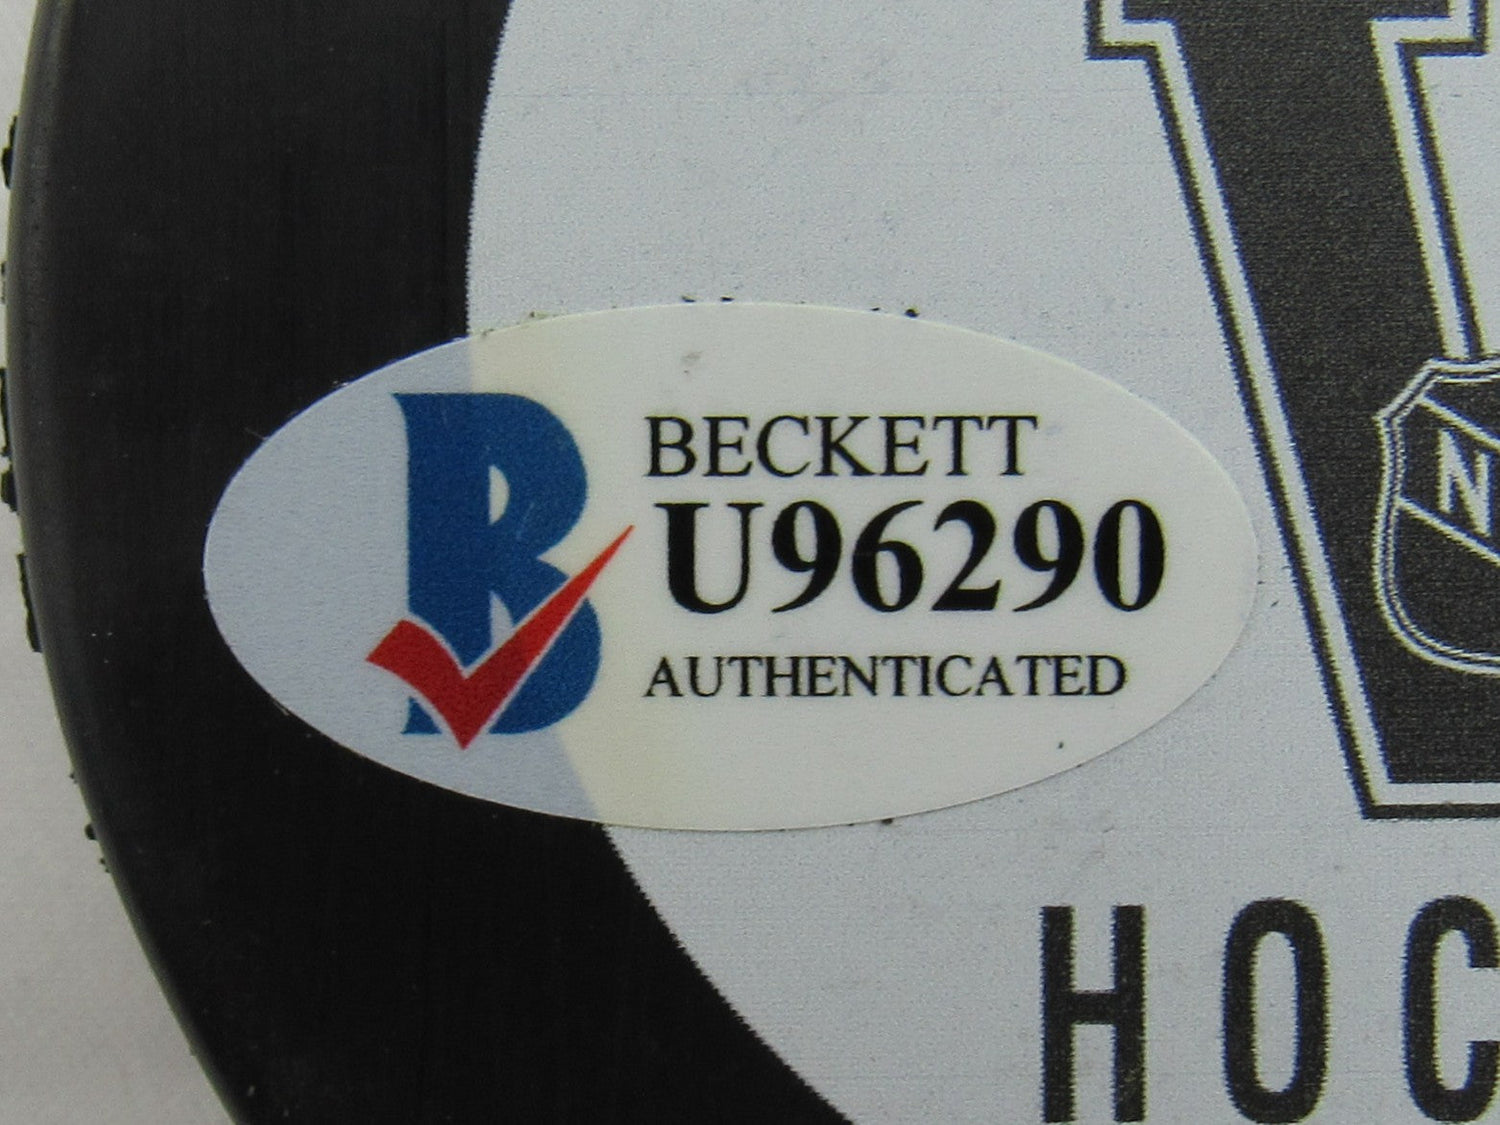 BECKETT
U96290
AUTHENTICATED
HOC